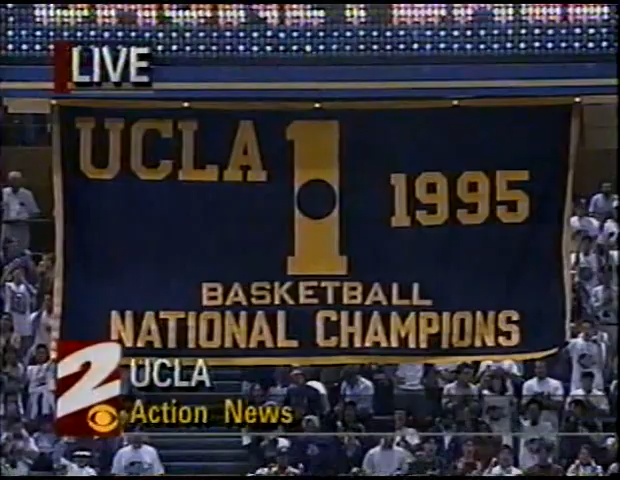 LIVE
UCLA 1 1995
BASKETBALL
NATIONAL CHAMPIONS
2 UCLA
Action News